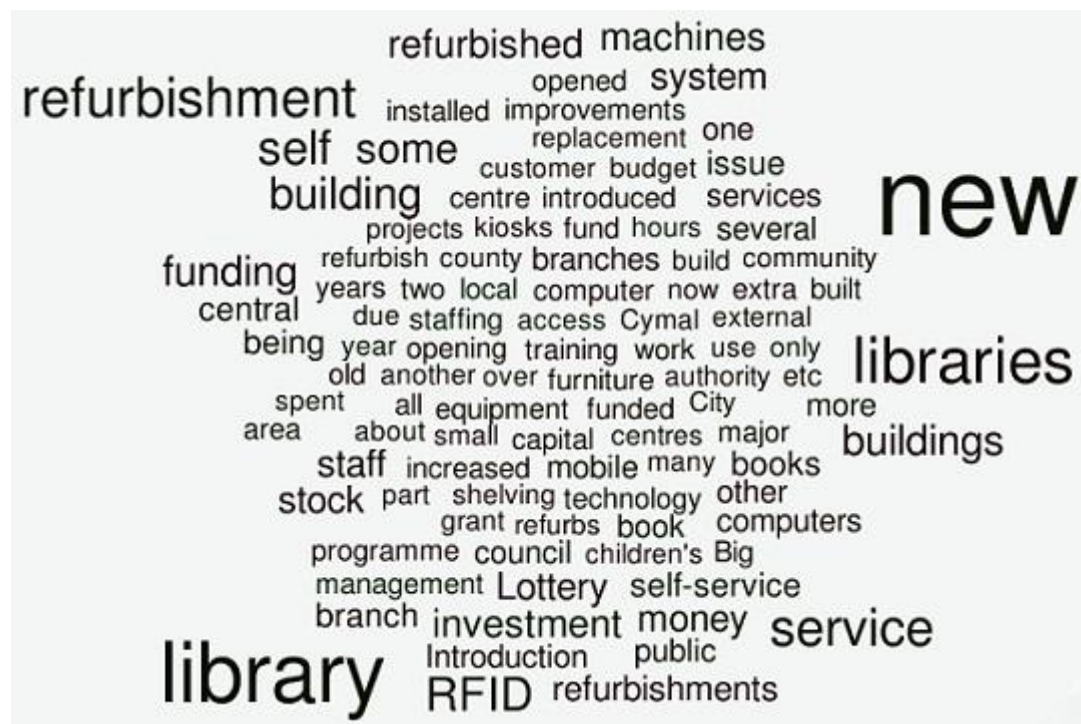 refurbished machines
opened system
refurbishment installed improvements
replacement one
self some customer budget issue
building centre introduced services new
projects kiosks fund hours several
funding refurbish county branches build community
years two local computer now extra built
central due staffing access Cymal external
being year opening training work use only libraries
old another over furniture authority etc
spent all equipment funded City more
area about small capital centres major buildings
staff increased mobile many books
stock part shelving technology other
grant refurbs book computers
programme council children's Big
management Lottery self-service
branch investment money service
library Introduction public
RFID refurbishments